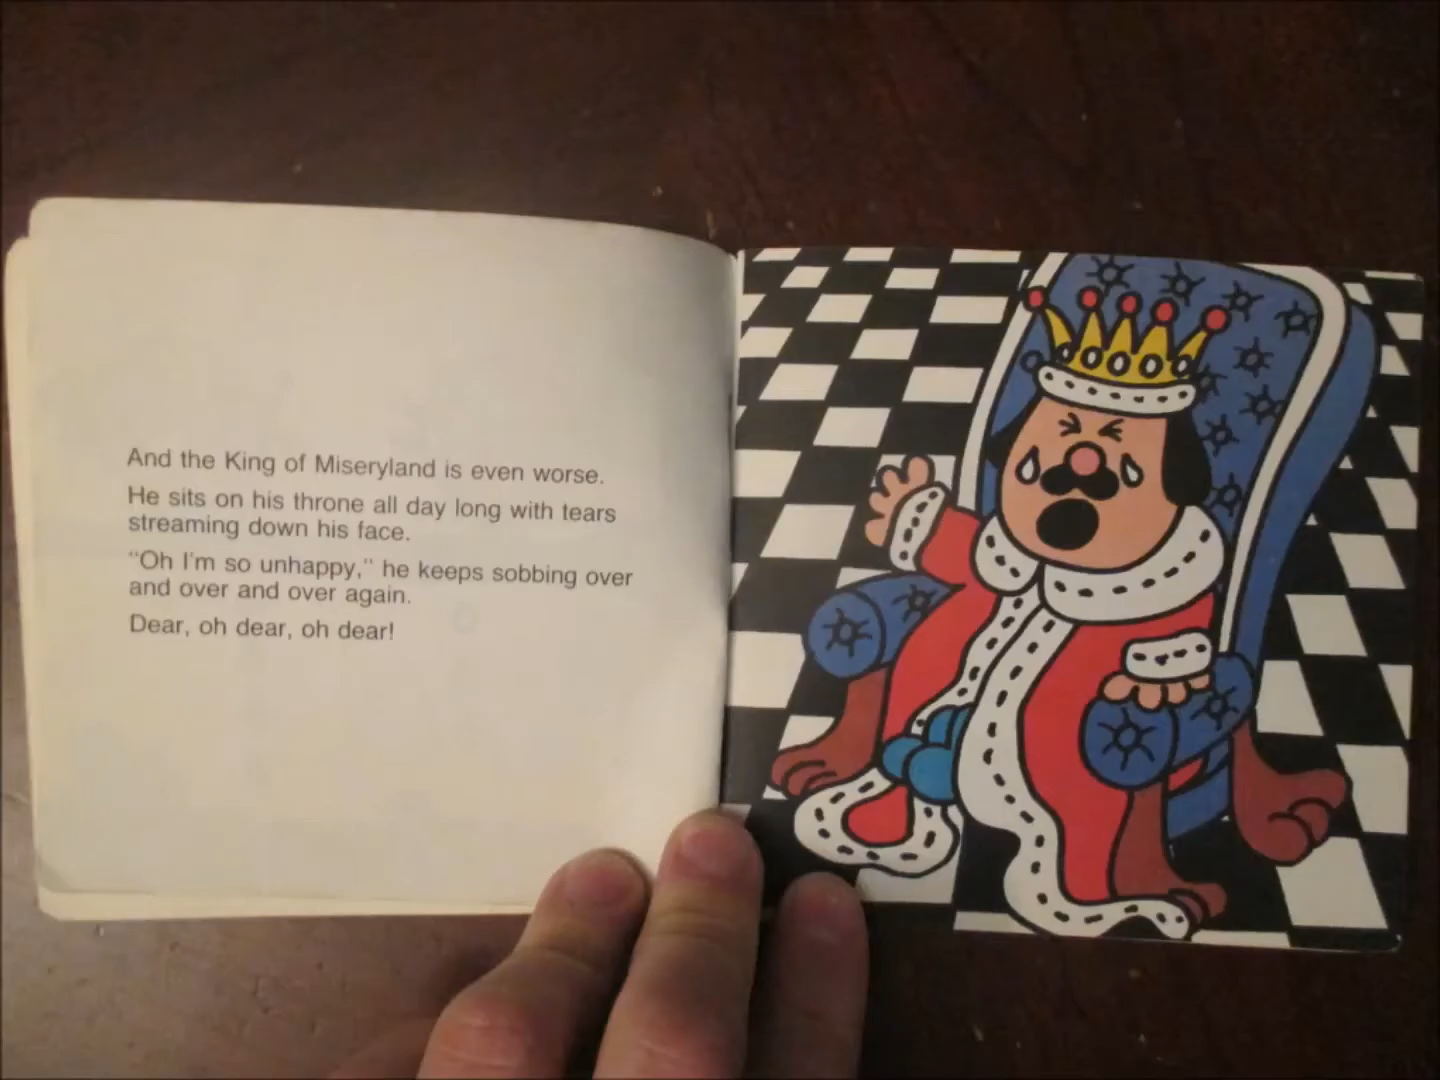 And the King of Miseryland is even worse.
He sits on his throne all day long with tears
streaming down his face.
“Oh I'm so unhappy,” he keeps sobbing over
and over and over again.
Dear, oh dear, oh dear!